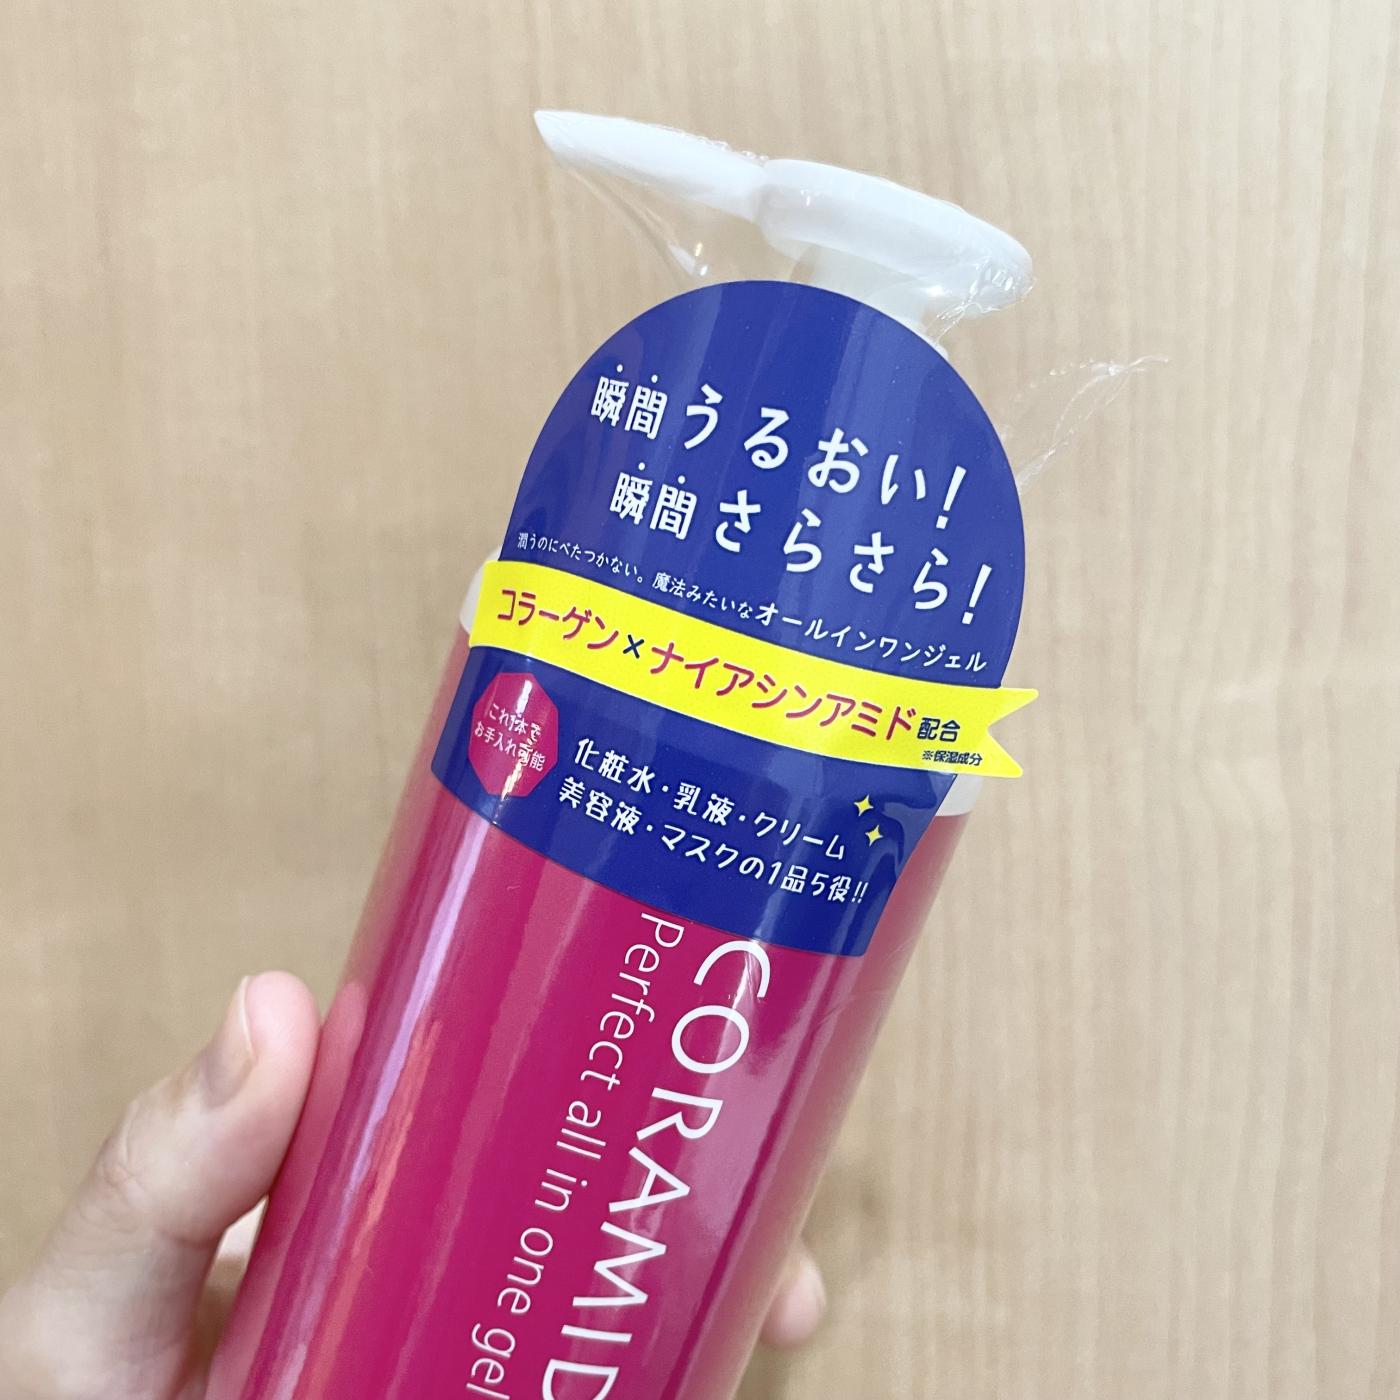 瞬間うるおい!
瞬間さらさら!
潤うのにべたつかない。魔法みたいなオールインワンジェル
コラーゲン×ナイアシンアミド配合
※保湿成分
これ1本で
お手入れ可能
化粧水・乳液・クリーム
美容液・マスクの1品5役!!
CORAMID
Perfect all in one gel